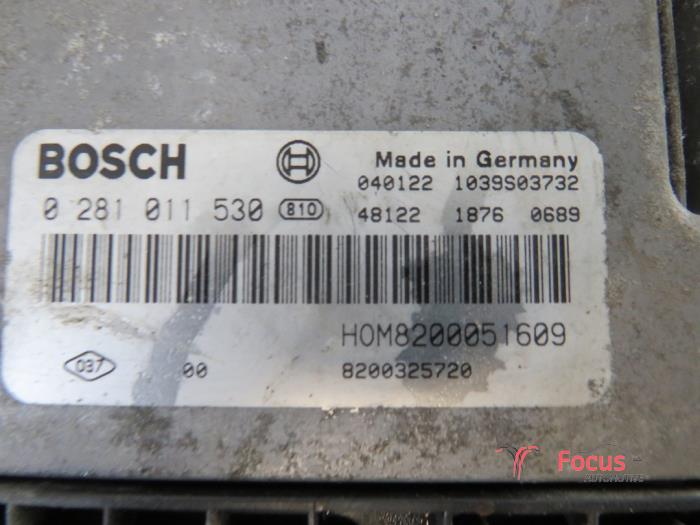 BOSCH
Made in Germany
040122 1039S03732
0 281 011 530 810 48122 1876 0689
HOM8200051609
037 00 8200325720
Focus
AUTOMOTIVE